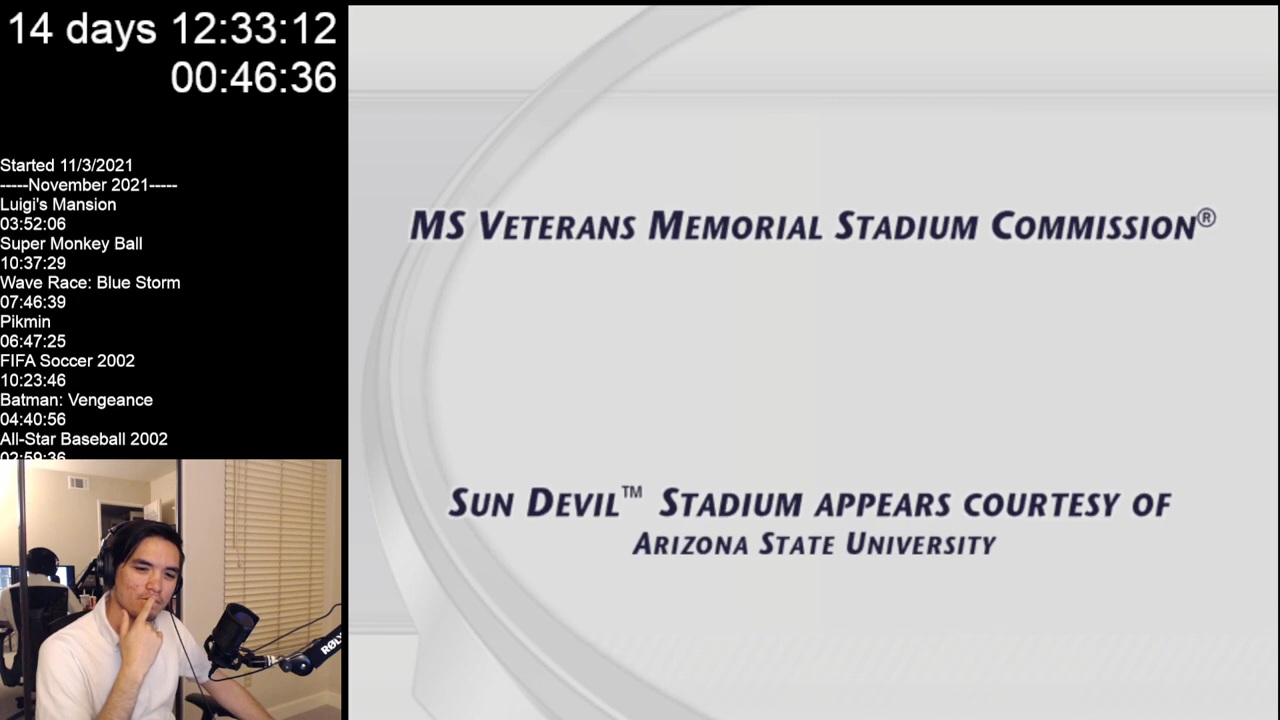 14 days 12:33:12
00:46:36
Started 11/3/2021
-----November 2021-----
Luigi's Mansion
03:52:06
Super Monkey Ball
10:37:29
Wave Race: Blue Storm
07:46:39
Pikmin
06:47:25
FIFA Soccer 2002
10:23:46
Batman: Vengeance
04:40:56
All-Star Baseball 2002
02:59:36
MS VETERANS MEMORIAL STADIUM COMMISSION®
SUN DEVIL™ STADIUM APPEARS COURTESY OF
ARIZONA STATE UNIVERSITY